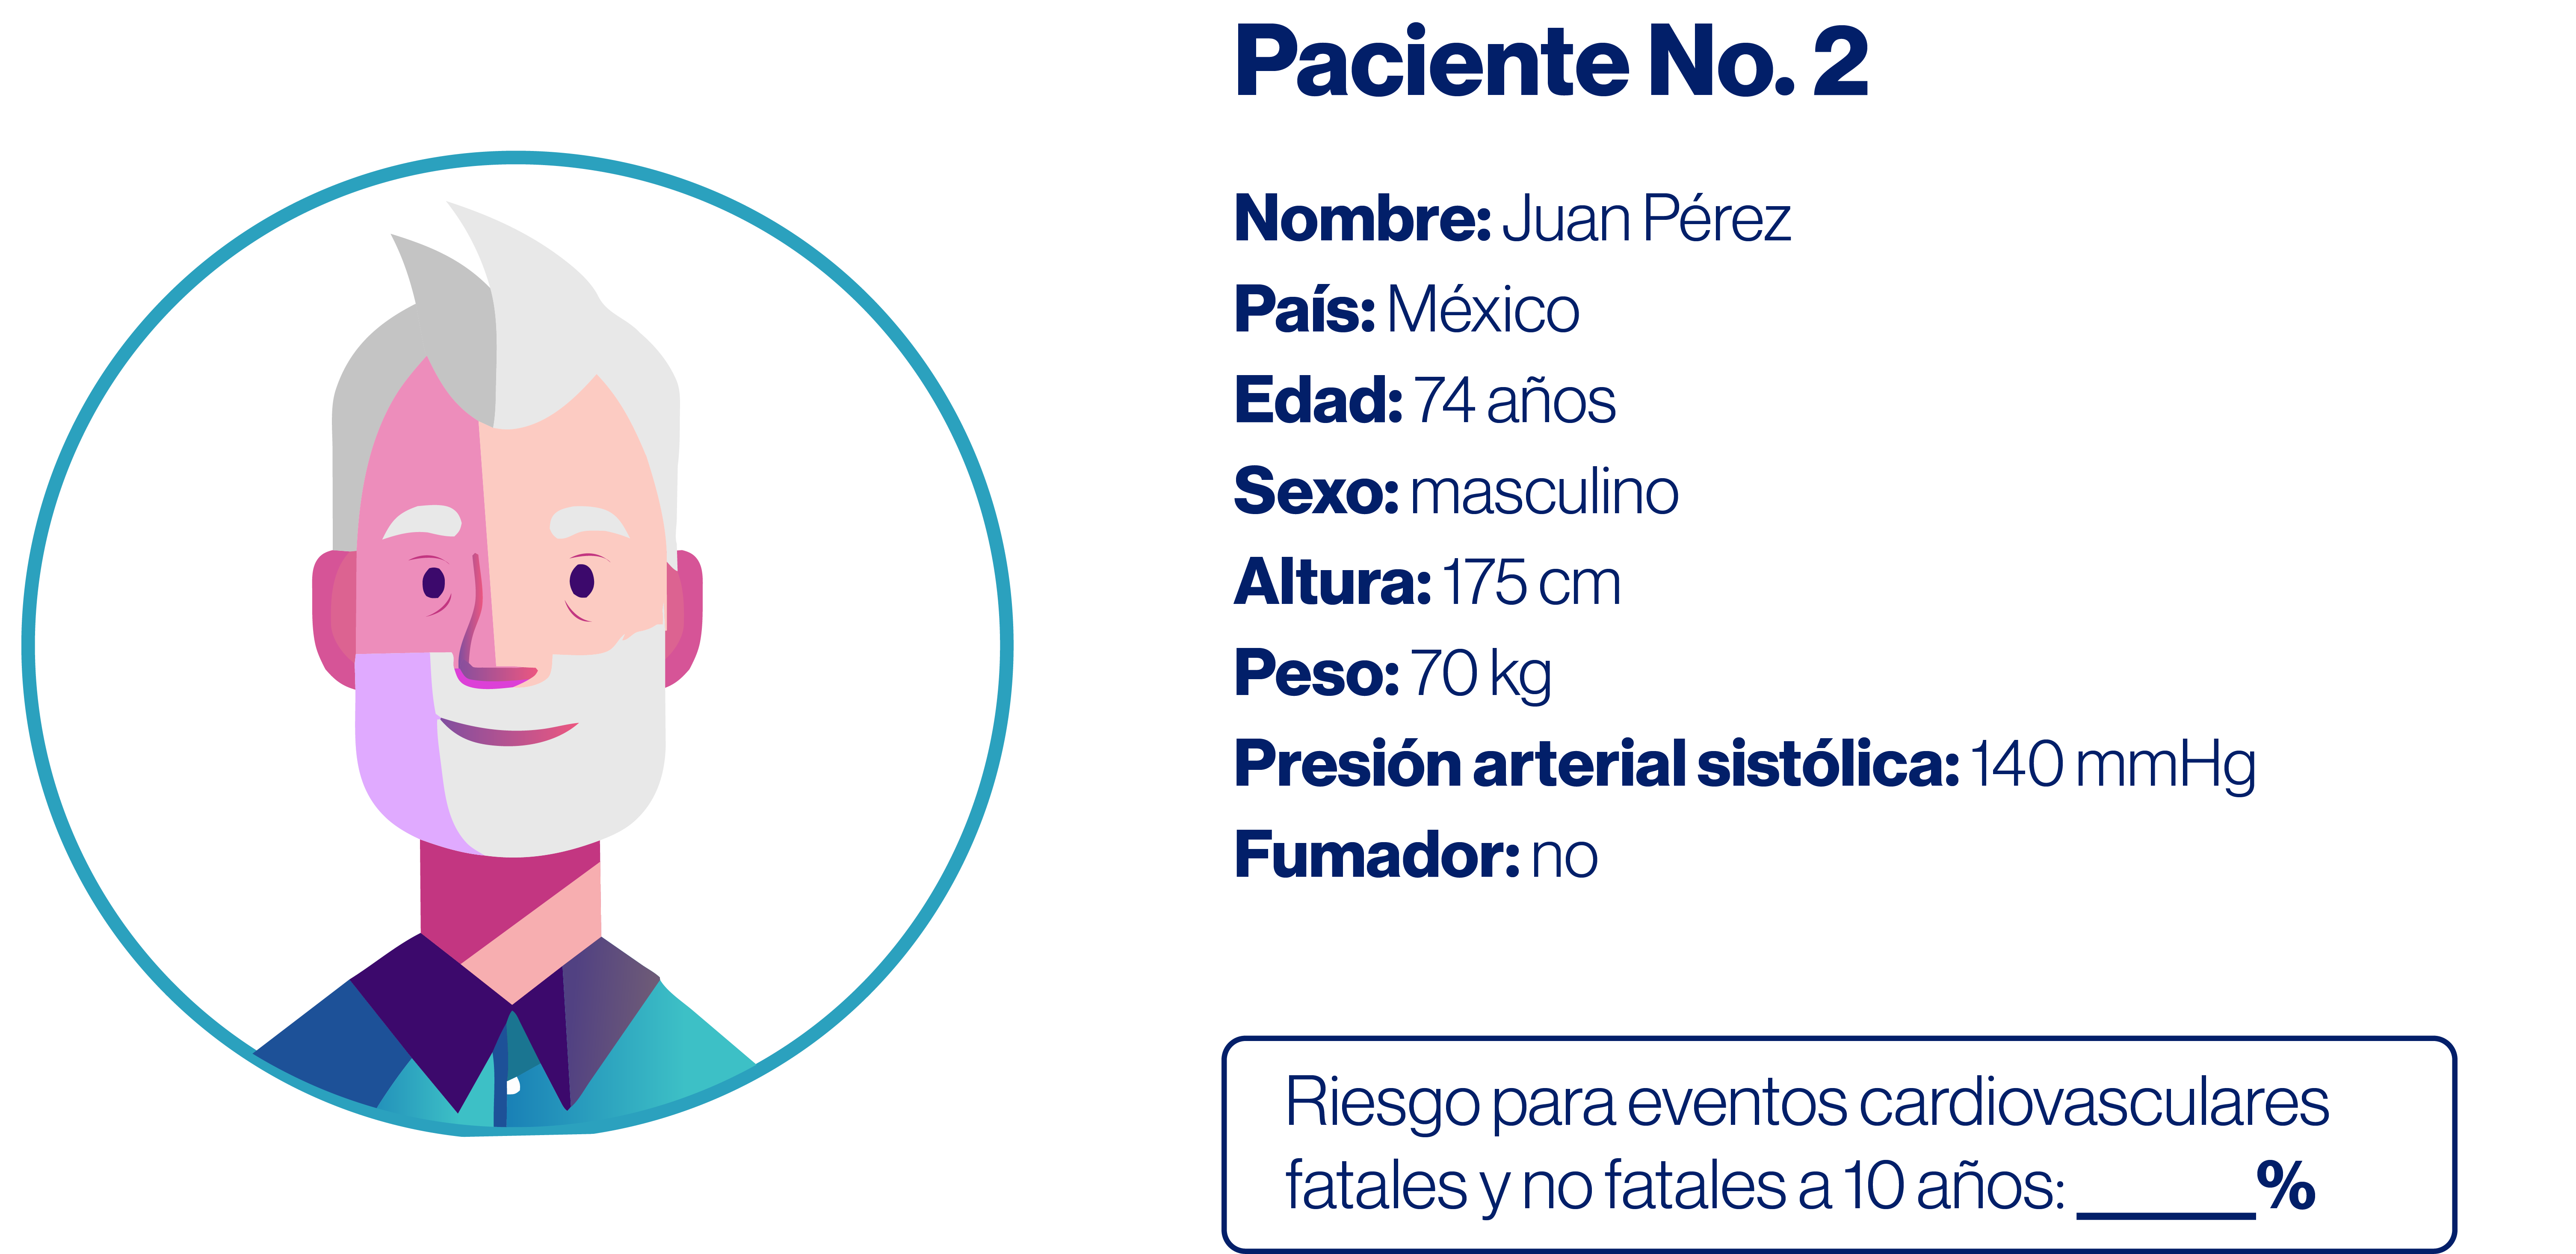 Paciente No. 2
Nombre: Juan Pérez
País: México
Edad: 74 años
Sexo: masculino
Altura: 175 cm
Peso: 70 kg
Presión arterial sistólica: 140 mmHg
Fumador: no
Riesgo para eventos cardiovasculares
fatales y no fatales a 10 años: _____%